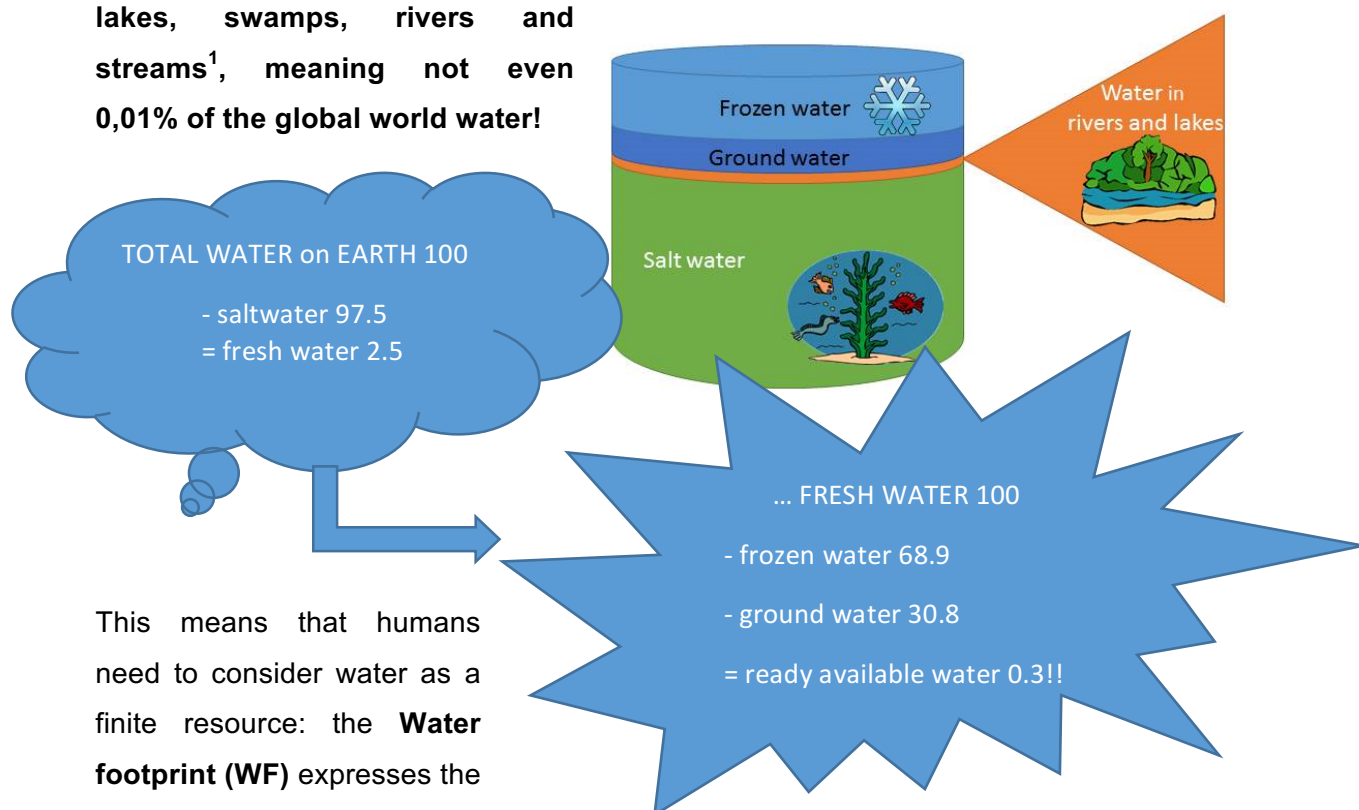 lakes, swamps, rivers and
streams1, meaning not even
0,01% of the global world water!
Frozen water
Ground water
Salt water
Water in
rivers and lakes
TOTAL WATER on EARTH 100
- saltwater 97.5
= fresh water 2.5
... FRESH WATER 100
- frozen water 68.9
- ground water 30.8
= ready available water 0.3!!
This means that humans
need to consider water as a
finite resource: the Water
footprint (WF) expresses the